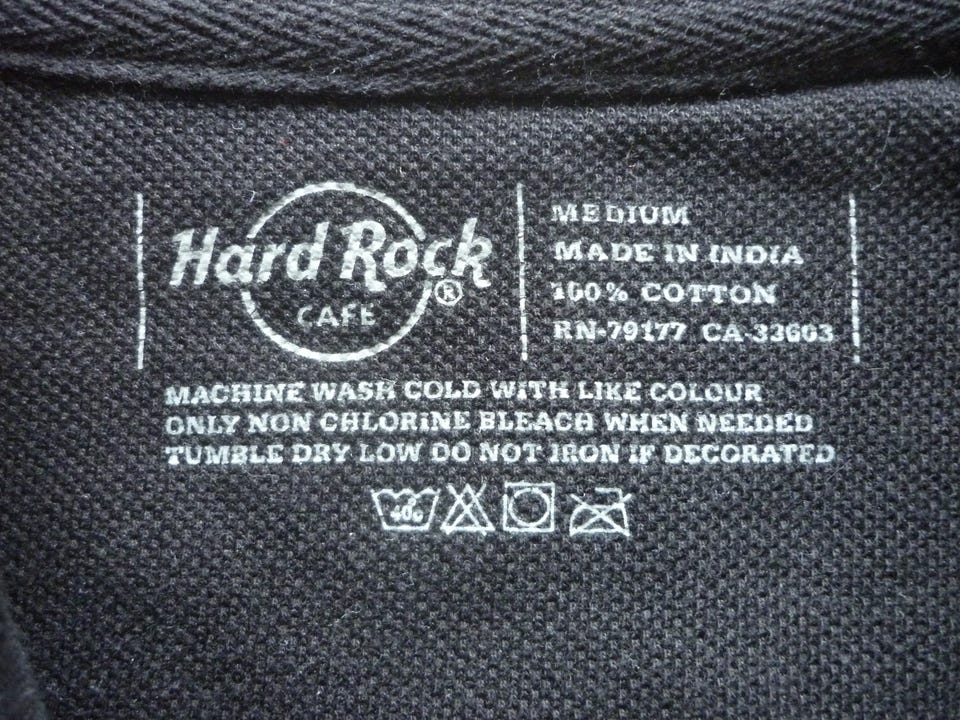 Hard Rock
®
CAFE
MEDIUM
MADE IN INDIA
100% COTTON
RN-79177 CA-33603
MACHINE WASH COLD WITH LIKE COLOUR
ONLY NON CHLORINE BLEACH WHEN NEEDED
TUMBLE DRY LOW DO NOT IRON IF DECORATED
40°